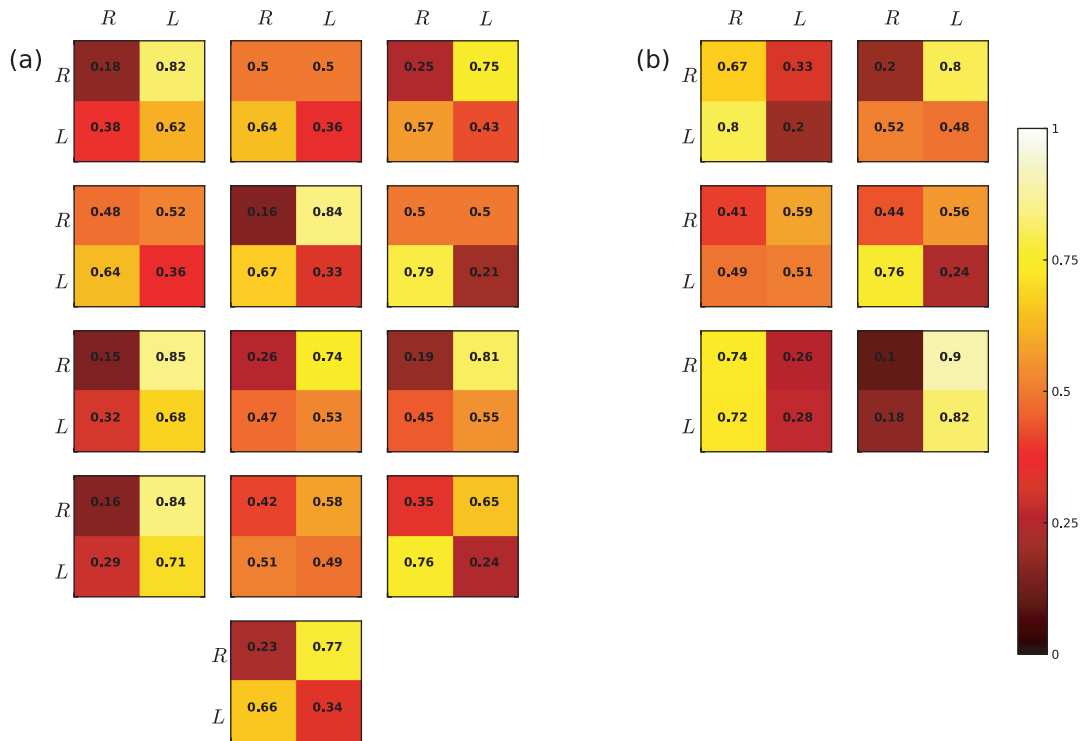 R L R L R L R L R L
(a) R 0.18 0.82 0.5 0.5 0.25 0.75 (b) R 0.67 0.33 0.2 0.8
L 0.38 0.62 0.64 0.36 0.57 0.43 L 0.8 0.2 0.52 0.48
1
R 0.48 0.52 0.16 0.84 0.5 0.5 R 0.41 0.59 0.44 0.56
L 0.64 0.36 0.67 0.33 0.79 0.21 L 0.49 0.51 0.76 0.24
0.75
R 0.15 0.85 0.26 0.74 0.19 0.81 R 0.74 0.26 0.1 0.9
0.5
L 0.32 0.68 0.47 0.53 0.45 0.55 L 0.72 0.28 0.18 0.82
R 0.16 0.84 0.42 0.58 0.35 0.65
0.25
L 0.29 0.71 0.51 0.49 0.76 0.24
R 0.23 0.77
0
L 0.66 0.34